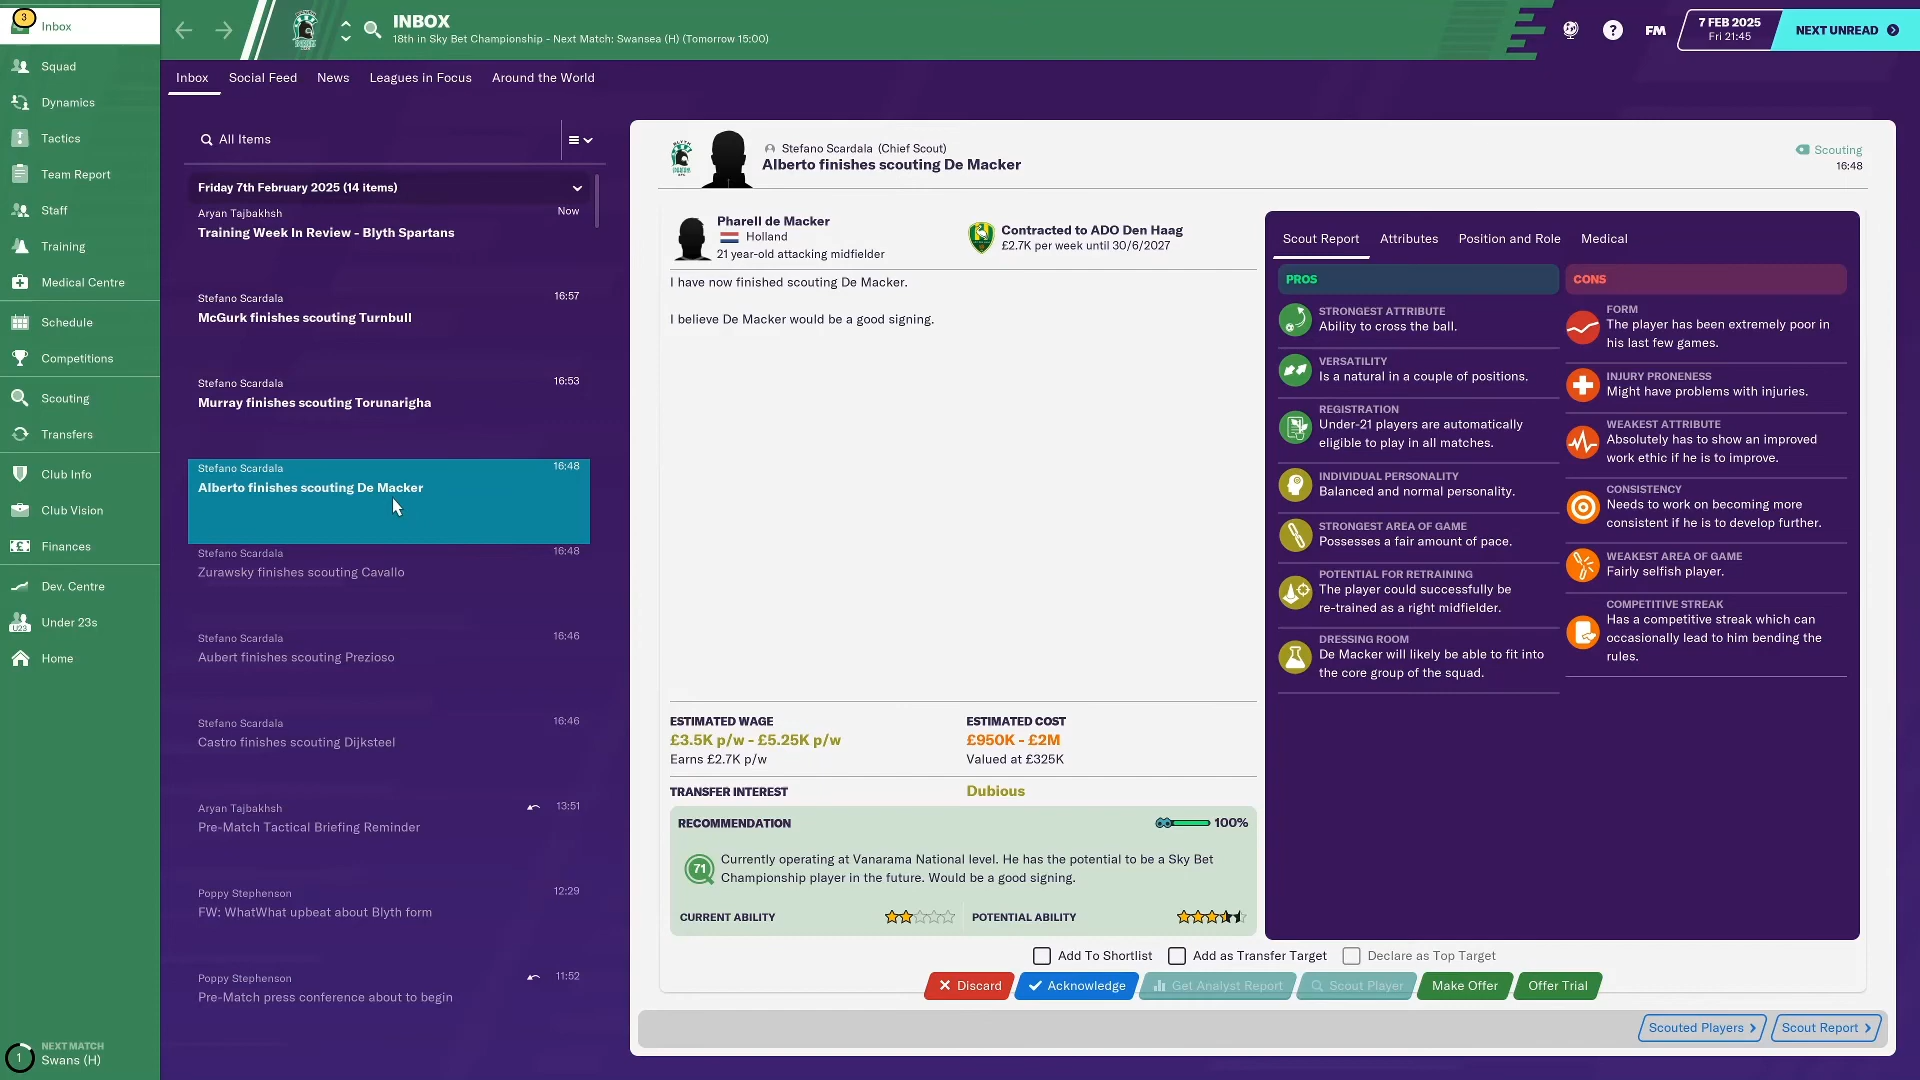 3
Inbox
Squad
Dynamics
Tactics
Team Report
Staff
Training
Medical Centre
Schedule
Competitions
Scouting
Transfers
Club Info
Club Vision
Finances
Dev. Centre
U23
Under 23s
Home
1
NEXT MATCH
Swans (H)
INBOX
18th in Sky Bet Championship - Next Match: Swansea (H) (Tomorrow 15:00)
?
FM
7 FEB 2025
Fri 21:45
NEXT UNREAD
Inbox
Social Feed
News
Leagues in Focus
Around the World
All Items
Friday 7th February 2025 (14 items)
Aryan Tajbakhsh
Now
Training Week In Review - Blyth Spartans
Stefano Scardala
16:57
McGurk finishes scouting Turnbull
Stefano Scardala
16:53
Murray finishes scouting Torunarigha
Stefano Scardala
16:48
Alberto finishes scouting De Macker
Stefano Scardala
16:48
Zurawsky finishes scouting Cavallo
Stefano Scardala
16:46
Aubert finishes scouting Prezioso
Stefano Scardala
16:46
Castro finishes scouting Dijksteel
Aryan Tajbakhsh
13:51
Pre-Match Tactical Briefing Reminder
Poppy Stephenson
12:29
FW: WhatWhat upbeat about Blyth form
Poppy Stephenson
11:52
Pre-Match press conference about to begin
Stefano Scardala (Chief Scout)
Alberto finishes scouting De Macker
Scouting
16:48
Pharell de Macker
Holland
21 year-old attacking midfielder
Contracted to ADO Den Haag
£2.7K per week until 30/6/2027
I have now finished scouting De Macker.
I believe De Macker would be a good signing.
ESTIMATED WAGE
£3.5K p/w - £5.25K p/w
Earns £2.7K p/w
ESTIMATED COST
£950K - £2M
Valued at £325K
TRANSFER INTEREST
Dubious
RECOMMENDATION
100%
71
Currently operating at Vanarama National level. He has the potential to be a Sky Bet
Championship player in the future. Would be a good signing.
CURRENT ABILITY
POTENTIAL ABILITY
Scout Report
Attributes
Position and Role
Medical
PROS
STRONGEST ATTRIBUTE
Ability to cross the ball.
VERSATILITY
Is a natural in a couple of positions.
REGISTRATION
Under-21 players are automatically
eligible to play in all matches.
INDIVIDUAL PERSONALITY
Balanced and normal personality.
STRONGEST AREA OF GAME
Possesses a fair amount of pace.
POTENTIAL FOR RETRAINING
The player could successfully be
re-trained as a right midfielder.
DRESSING ROOM
De Macker will likely be able to fit into
the core group of the squad.
CONS
FORM
The player has been extremely poor in
his last few games.
INJURY PRONENESS
Might have problems with injuries.
WEAKEST ATTRIBUTE
Absolutely has to show an improved
work ethic if he is to improve.
CONSISTENCY
Needs to work on becoming more
consistent if he is to develop further.
WEAKEST AREA OF GAME
Fairly selfish player.
COMPETITIVE STREAK
Has a competitive streak which can
occasionally lead to him bending the
rules.
Add To Shortlist
Add as Transfer Target
Declare as Top Target
Discard
Acknowledge
Get Analyst Report
Scout Player
Make Offer
Offer Trial
Scouted Players
Scout Report